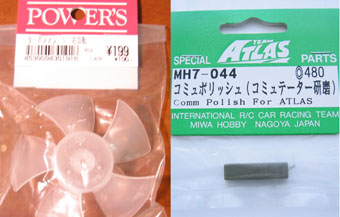 POWER'S
¥199
4536694351916
TEAM
ATLAS
SPECIAL PARTS
MH7-044 ◎480
コミュポリッシュ(コミュテーター研磨)
Comm Polish For ATLAS
INTERNATIONAL R/C CAR RACING TEAM
MIWA HOBBY NAGOYA JAPAN